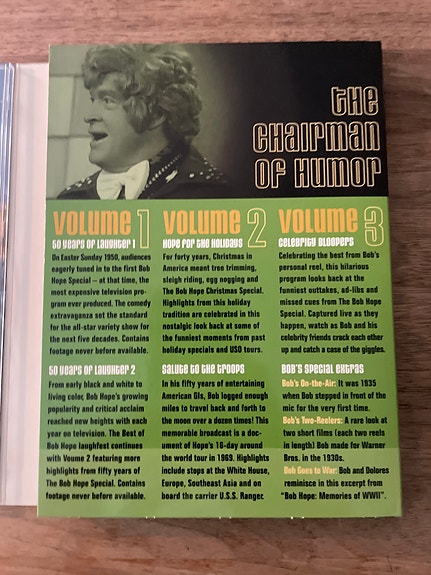 the
chairman
of humor
VOLUME 1
50 years of laughter 1
On Easter Sunday 1950, audiences
eagerly tuned in to the first Bob
Hope Special – at that time, the
most expensive television pro-
gram ever produced. The comedy
extravaganza set the standard
for the all-star variety show for
the next five decades. Contains
footage never before available.
50 years of laughter 2
From early black and white to
living color, Bob Hope's growing
popularity and critical acclaim
reached new heights with each
year on television. The Best of
Bob Hope laughfest continues
with Voume 2 featuring more
highlights from fifty years of
The Bob Hope Special. Contains
footage never before available.
VOLUME 2
Hope for the Holidays
For forty years, Christmas in
America meant tree trimming,
sleigh riding, egg nogging and
The Bob Hope Christmas Special.
Highlights from this holiday
tradition are celebrated in this
nostalgic look back at some of
the funniest moments from past
holiday specials and USO tours.
Salute to the troops
In his fifty years of entertaining
American GIs, Bob logged enough
miles to travel back and forth to
the moon over a dozen times! This
memorable broadcast is a doc-
ument of Hope's 10-day around
the world tour in 1969. Highlights
include stops at the White House,
Europe, Southeast Asia and on
board the carrier U.S.S. Ranger.
VOLUME 3
Celebrity Bloopers
Celebrating the best from Bob's
personal reel, this hilarious
program looks back at the
funniest outtakes, ad-libs and
missed cues from The Bob Hope
Special. Captured live as they
happen, watch as Bob and his
celebrity friends crack each other
up and catch a case of the giggles.
Bob's Special Extras
Bob's On-the-Air: It was 1935
when Bob stepped in front of the
mic for the very first time.
Bob's Two-Reelers: A rare look at
two short films (each two reels
in length) Bob made for Warner
Bros. in the 1930s.
Bob Goes to War: Bob and Dolores
reminisce in this excerpt from
"Bob Hope: Memories of WWII".